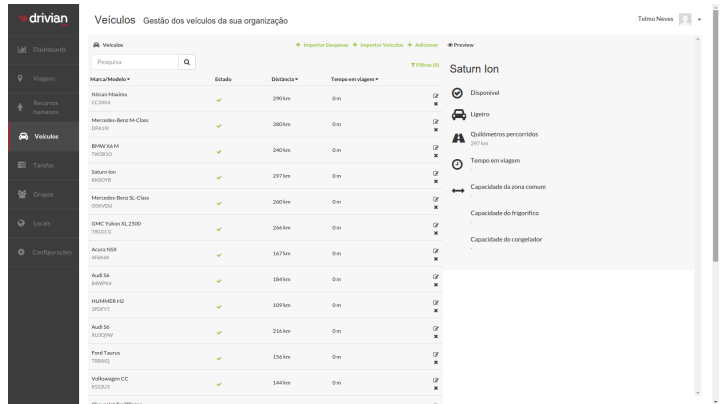 drivian
Veículos Gestão dos veículos da sua organização
Telmo Neves
Dashboards
Viagens
Recursos humanos
Veículos
Tarefas
Grupos
Locais
Configurações
Veículos
+ Importar Despesas + Importar Veículos + Adicionar
Pesquisa
Filtros (0)
Marca/Modelo Estado Distância Tempo em viagem
Nissan Maxima 290 km 0 m
Mercedes-Benz M-Class 280 km 0 m
BMW X6 M 240 km 0 m
Saturn Ion 297 km 0 m
Mercedes-Benz SL-Class 260 km 0 m
GMC Yukon XL 2500 266 km 0 m
Acura NSX 167 km 0 m
Audi S6 184 km 0 m
HUMMER H2 109 km 0 m
Audi S6 216 km 0 m
Ford Taurus 156 km 0 m
Volkswagen CC 144 km 0 m
Preview
Saturn Ion
Disponível
Ligeiro
Quilómetros percorridos
297 km
Tempo em viagem
-
Capacidade da zona comum
-
Capacidade do frigorífico
-
Capacidade do congelador
-